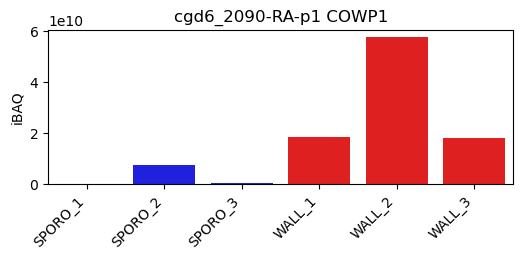 cgd6_2090-RA-p1 COWP1
1e10
iBAQ
6
4
2
0
SPORO_1
SPORO_2
SPORO_3
WALL_1
WALL_2
WALL_3